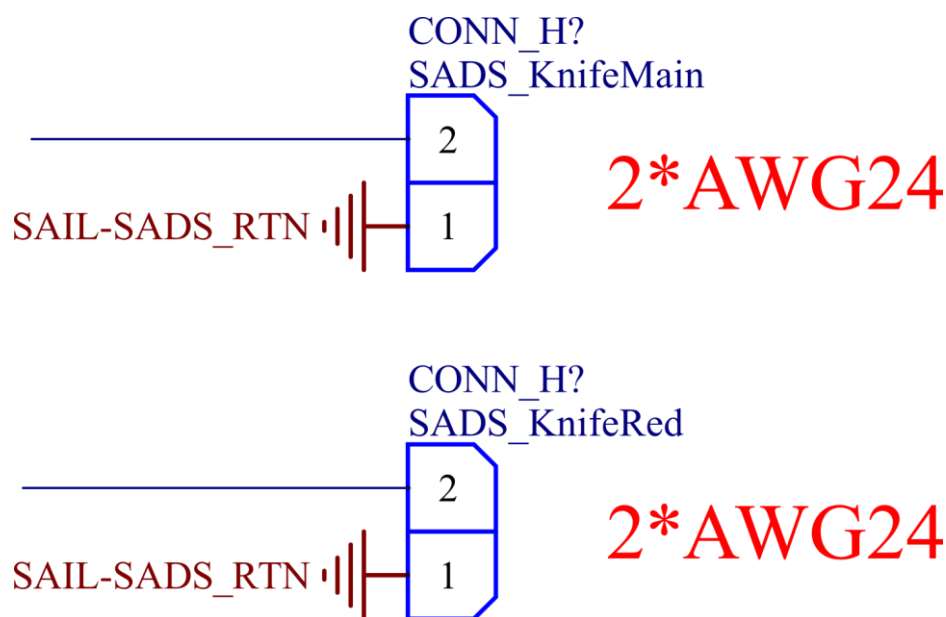 CONN_H?
SADS_KnifeMain
2
2*AWG24
SAIL-SADS_RTN
1
CONN_H?
SADS_KnifeRed
2
2*AWG24
SAIL-SADS_RTN
1